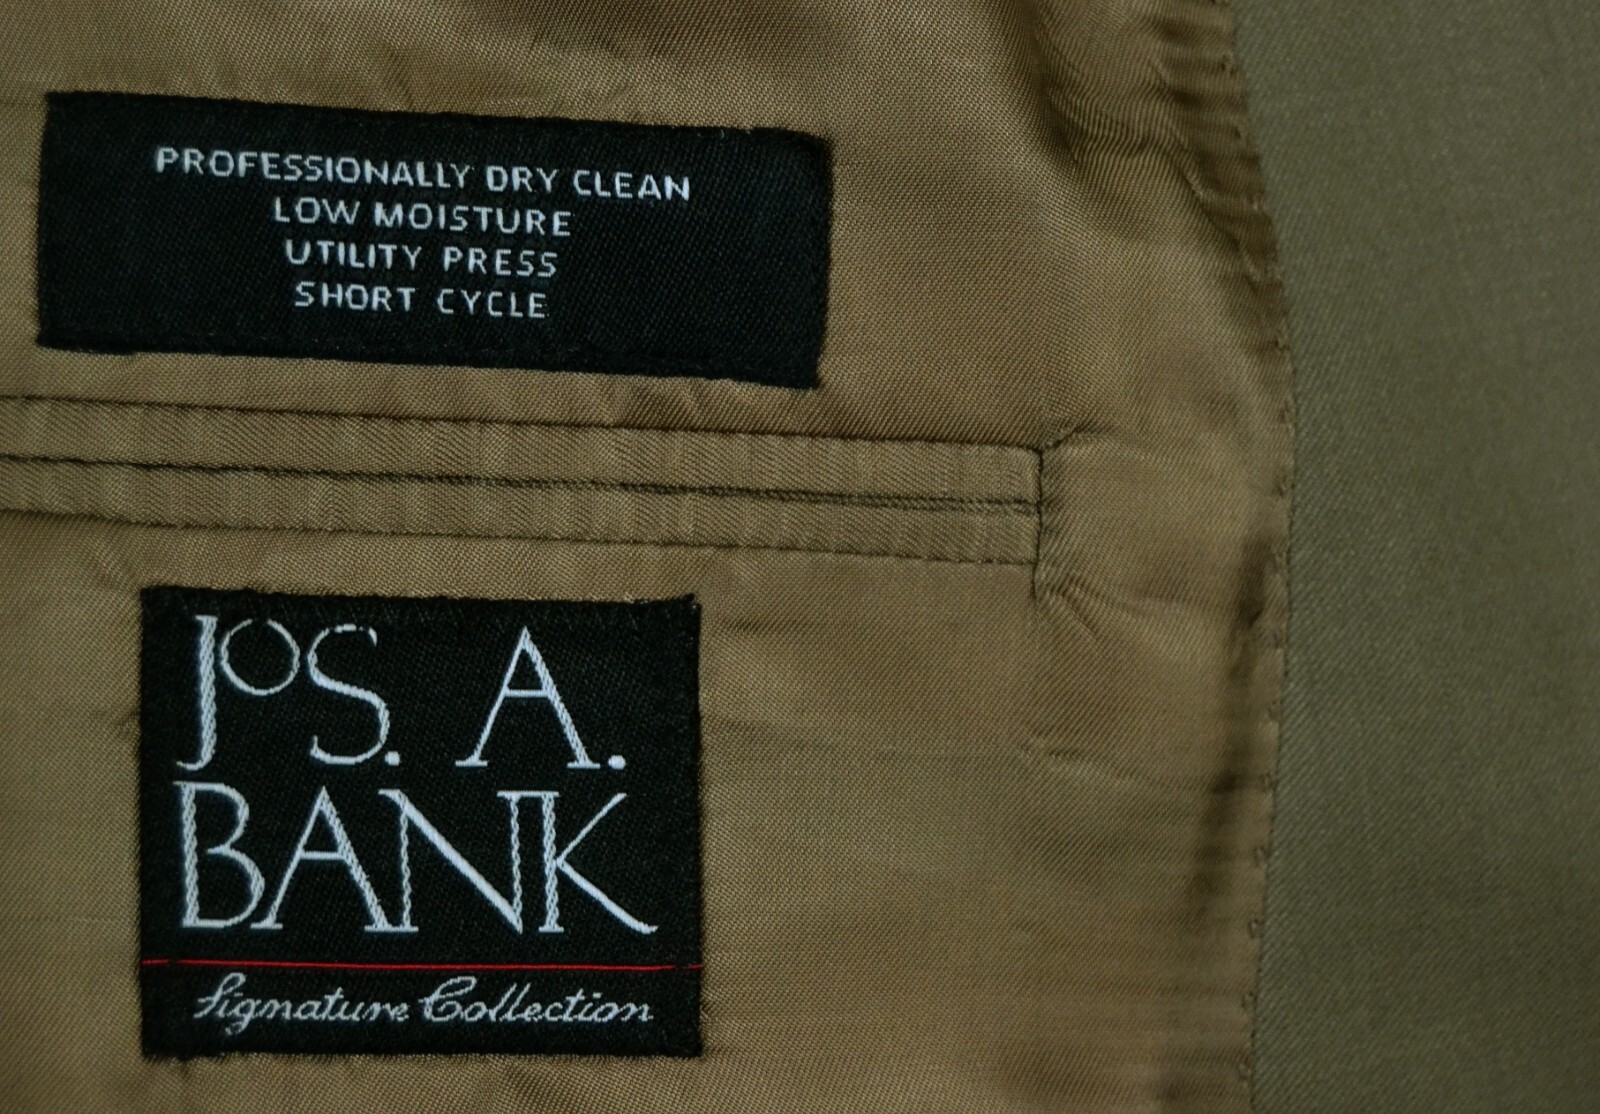 PROFESSIONALLY DRY CLEAN
LOW MOISTURE
UTILITY PRESS
SHORT CYCLE
JOS. A.
BANK
Signature Collection